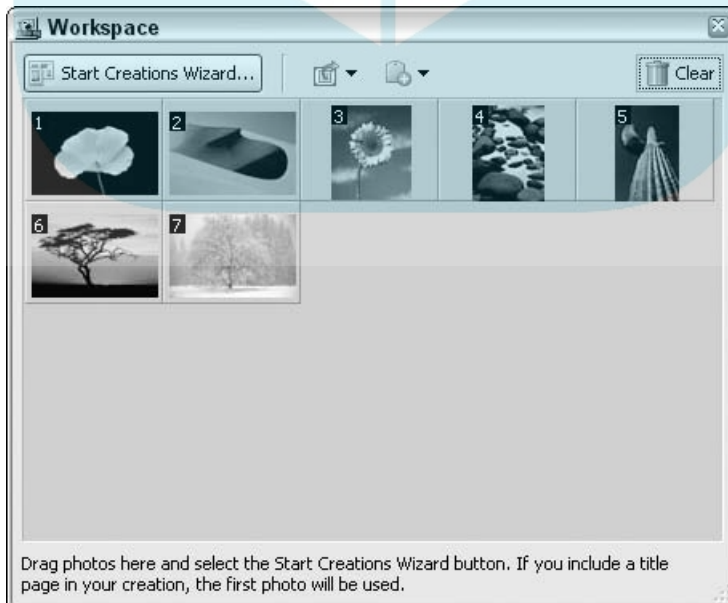 Workspace
Start Creations Wizard...
Clear
1
2
3
4
5
6
7
Drag photos here and select the Start Creations Wizard button. If you include a title
page in your creation, the first photo will be used.